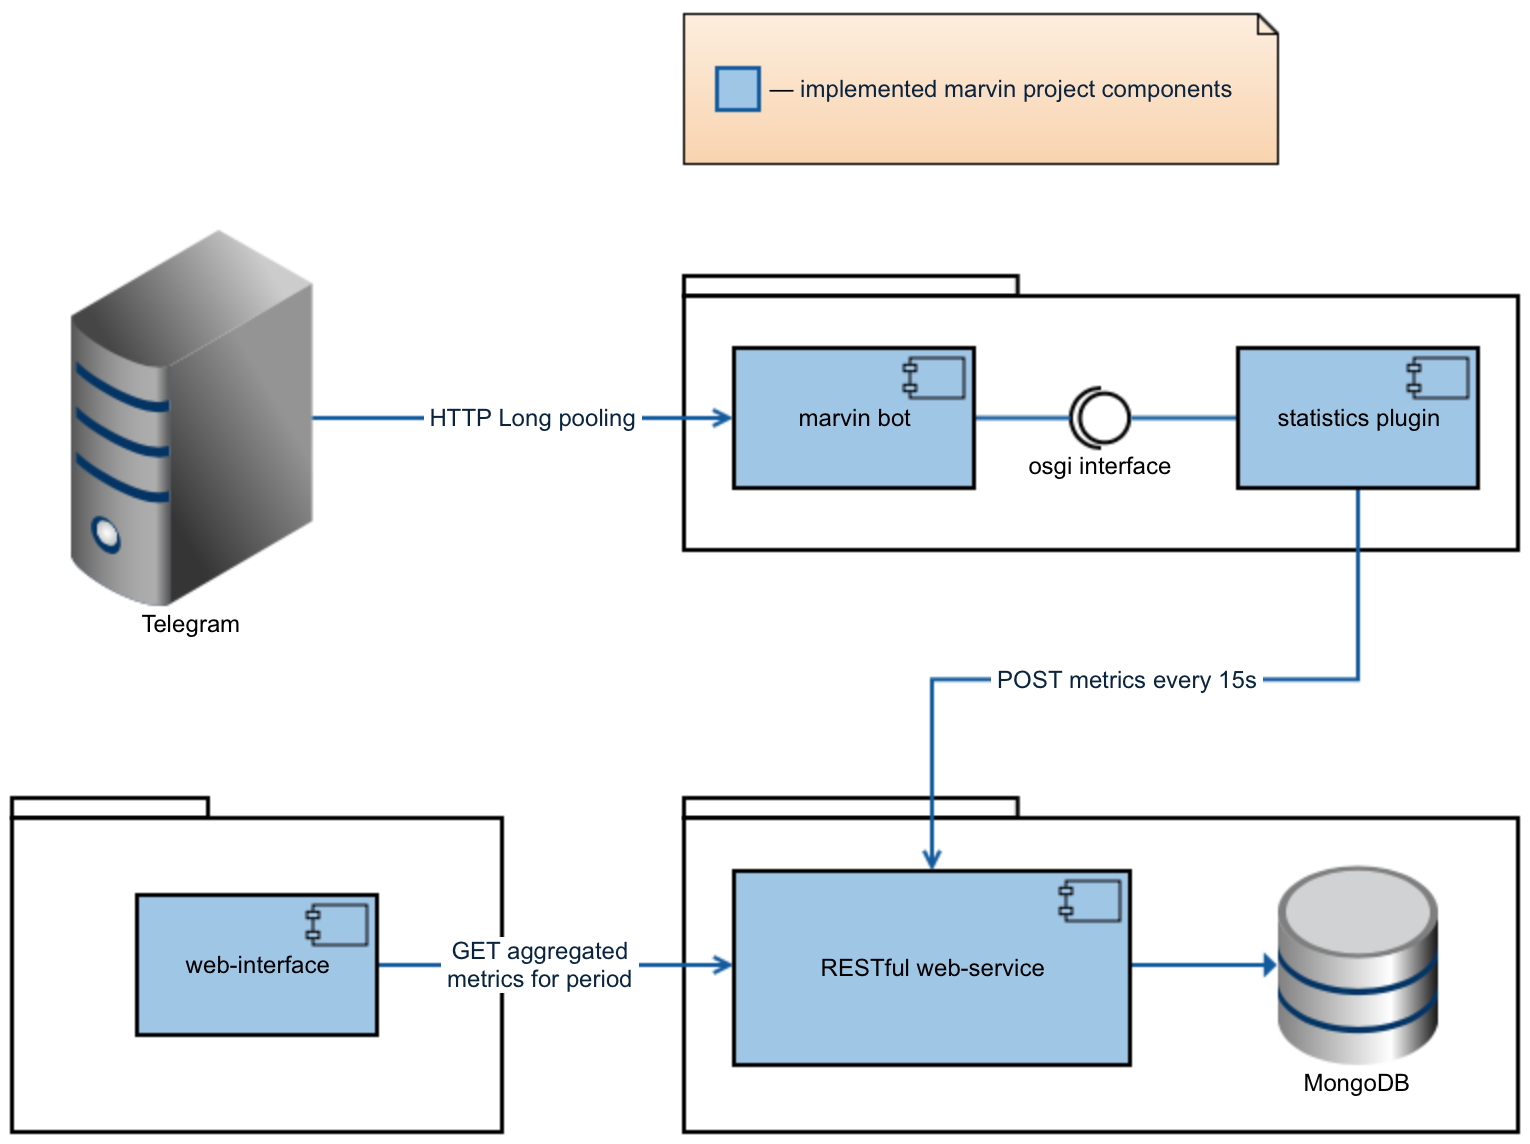 — implemented marvin project components
HTTP Long pooling
marvin bot
osgi interface
statistics plugin
Telegram
POST metrics every 15s
web-interface
GET aggregated
metrics for period
RESTful web-service
MongoDB